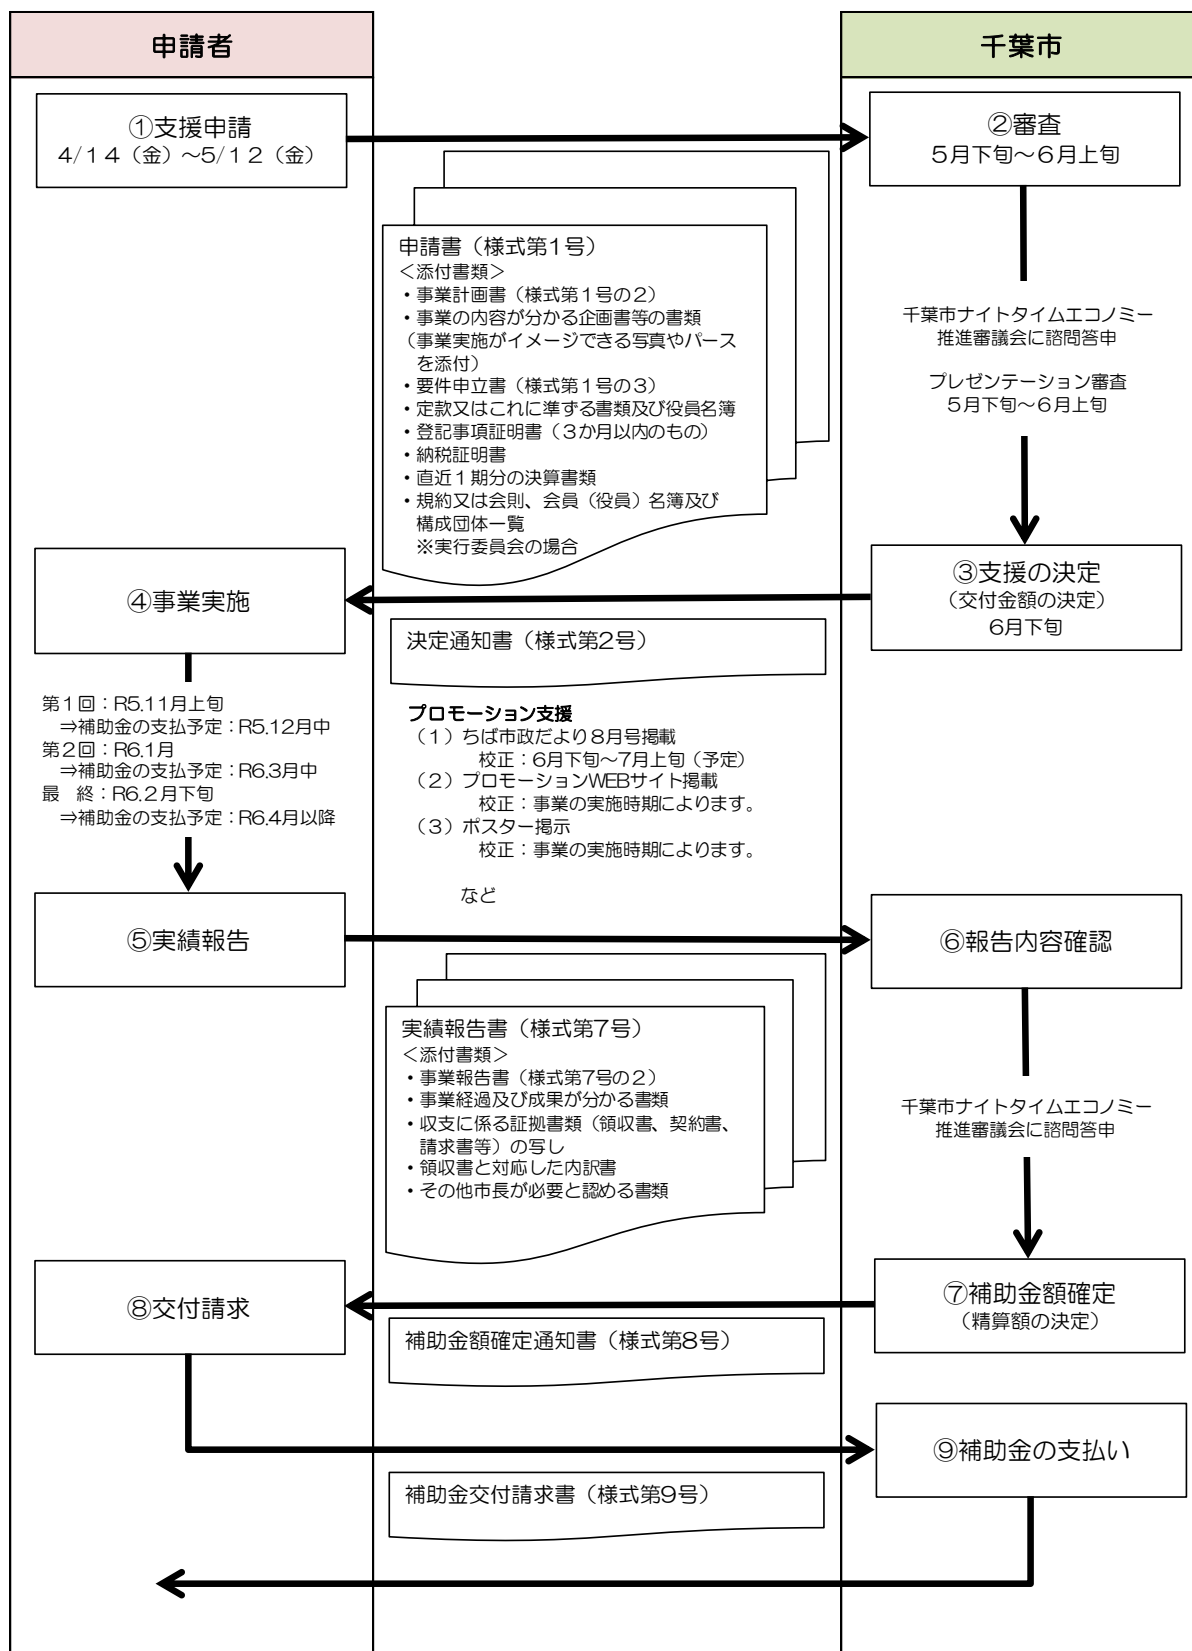 申請者
千葉市
①支援申請
4/14（金）～5/12（金）
②審査
5月下旬～6月上旬
申請書（様式第1号）
＜添付書類＞
・事業計画書（様式第1号の2）
・事業の内容が分かる企画書等の書類
（事業実施がイメージできる写真やパース
を添付）
・要件申立書（様式第1号の3）
・定款又はこれに準ずる書類及び役員名簿
・登記事項証明書（3か月以内のもの）
・納税証明書
・直近1期分の決算書類
・規約又は会則、会員（役員）名簿及び
構成団体一覧
※実行委員会の場合
千葉市ナイトタイムエコノミー
推進審議会に諮問答申
プレゼンテーション審査
5月下旬～6月上旬
③支援の決定
（交付金額の決定）
6月下旬
④事業実施
決定通知書（様式第2号）
第1回：R5.11月上旬
⇒補助金の支払予定：R5.12月中
第2回：R6.1月
⇒補助金の支払予定：R6.3月中
最　終：R6.2月下旬
⇒補助金の支払予定：R6.4月以降
プロモーション支援
（1）ちば市政だより8月号掲載
校正：6月下旬～7月上旬（予定）
（2）プロモーションWEBサイト掲載
校正：事業の実施時期によります。
（3）ポスター掲示
校正：事業の実施時期によります。
など
⑤実績報告
⑥報告内容確認
実績報告書（様式第7号）
＜添付書類＞
・事業報告書（様式第7号の2）
・事業経過及び成果が分かる書類
・収支に係る証拠書類（領収書、契約書、
請求書等）の写し
・領収書と対応した内訳書
・その他市長が必要と認める書類
千葉市ナイトタイムエコノミー
推進審議会に諮問答申
⑦補助金額確定
（精算額の決定）
⑧交付請求
補助金額確定通知書（様式第8号）
⑨補助金の支払い
補助金交付請求書（様式第9号）